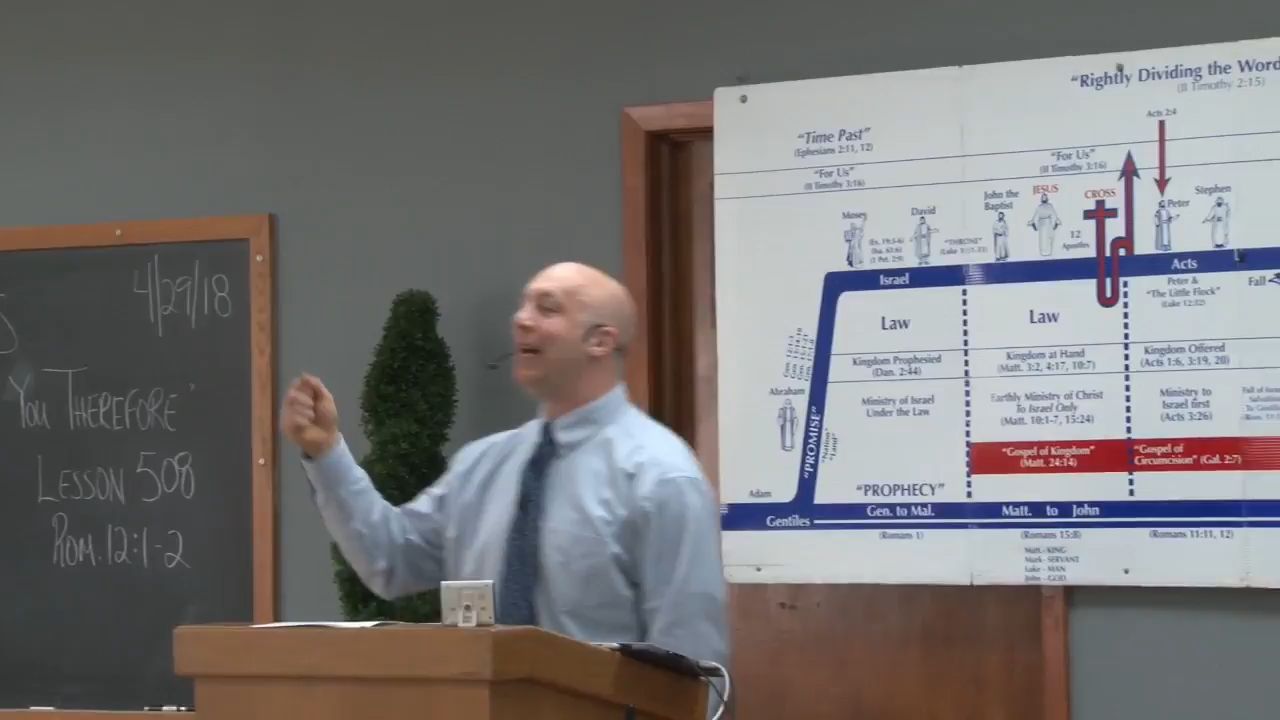 4/29/18
You Therefore"
Lesson 508
Rom. 12:1-2
"Rightly Dividing the Word
(II Timothy 2:15)
Acts 2:4
"Time Past"
(Ephesians 2:11, 12)
"For Us"
(II Timothy 3:16)
"For Us"
(II Timothy 3:16)
Moses
David
"THRONE"
John the
Baptist
JESUS
CROSS
12
Apostles
Peter
Stephen
Israel
Acts
Law
Law
Peter &
"The Little Flock"
(Luke 12:32)
Fall
Kingdom Prophesied
(Dan. 2:44)
Kingdom at Hand
(Matt. 3:2, 4:17, 10:7)
Kingdom Offered
(Acts 1:6, 3:19, 20)
Abraham
"PROMISE"
"Nation"
"Land"
Ministry of Israel
Under the Law
Earthly Ministry of Christ
To Israel Only
(Matt. 10:1-7, 15:24)
Ministry to
Israel first
(Acts 3:26)
"Gospel of Kingdom"
(Matt. 24:14)
"Gospel of
Circumcision" (Gal. 2:7)
Adam
"PROPHECY"
Gentiles
Gen. to Mal.
Matt. to John
(Romans 1)
(Romans 15:8)
(Romans 11:11, 12)
Matt.-KING
Mark-SERVANT
Luke-MAN
John-GOD